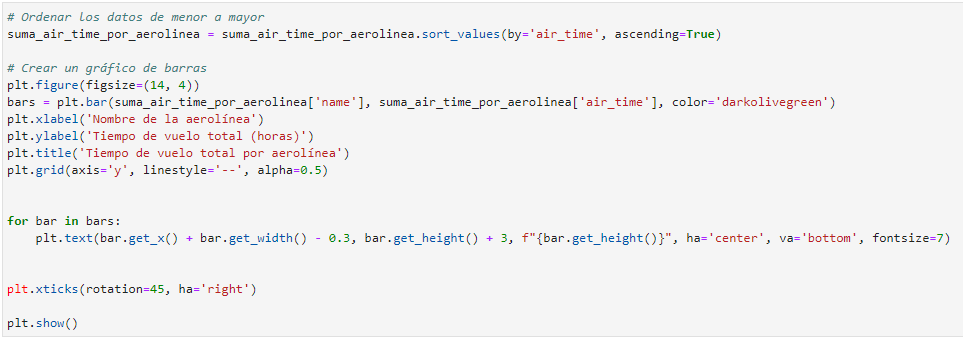 # Ordenar los datos de menor a mayor
suma_air_time_por_aerolinea = suma_air_time_por_aerolinea.sort_values(by='air_time', ascending=True)
# Crear un gráfico de barras
plt.figure(figsize=(14, 4))
bars = plt.bar(suma_air_time_por_aerolinea['name'], suma_air_time_por_aerolinea['air_time'], color='darkolivegreen')
plt.xlabel('Nombre de la aerolínea')
plt.ylabel('Tiempo de vuelo total (horas)')
plt.title('Tiempo de vuelo total por aerolínea')
plt.grid(axis='y', linestyle='--', alpha=0.5)
for bar in bars:
    plt.text(bar.get_x() + bar.get_width() - 0.3, bar.get_height() + 3, f"{bar.get_height()}", ha='center', va='bottom', fontsize=7)
plt.xticks(rotation=45, ha='right')
plt.show()